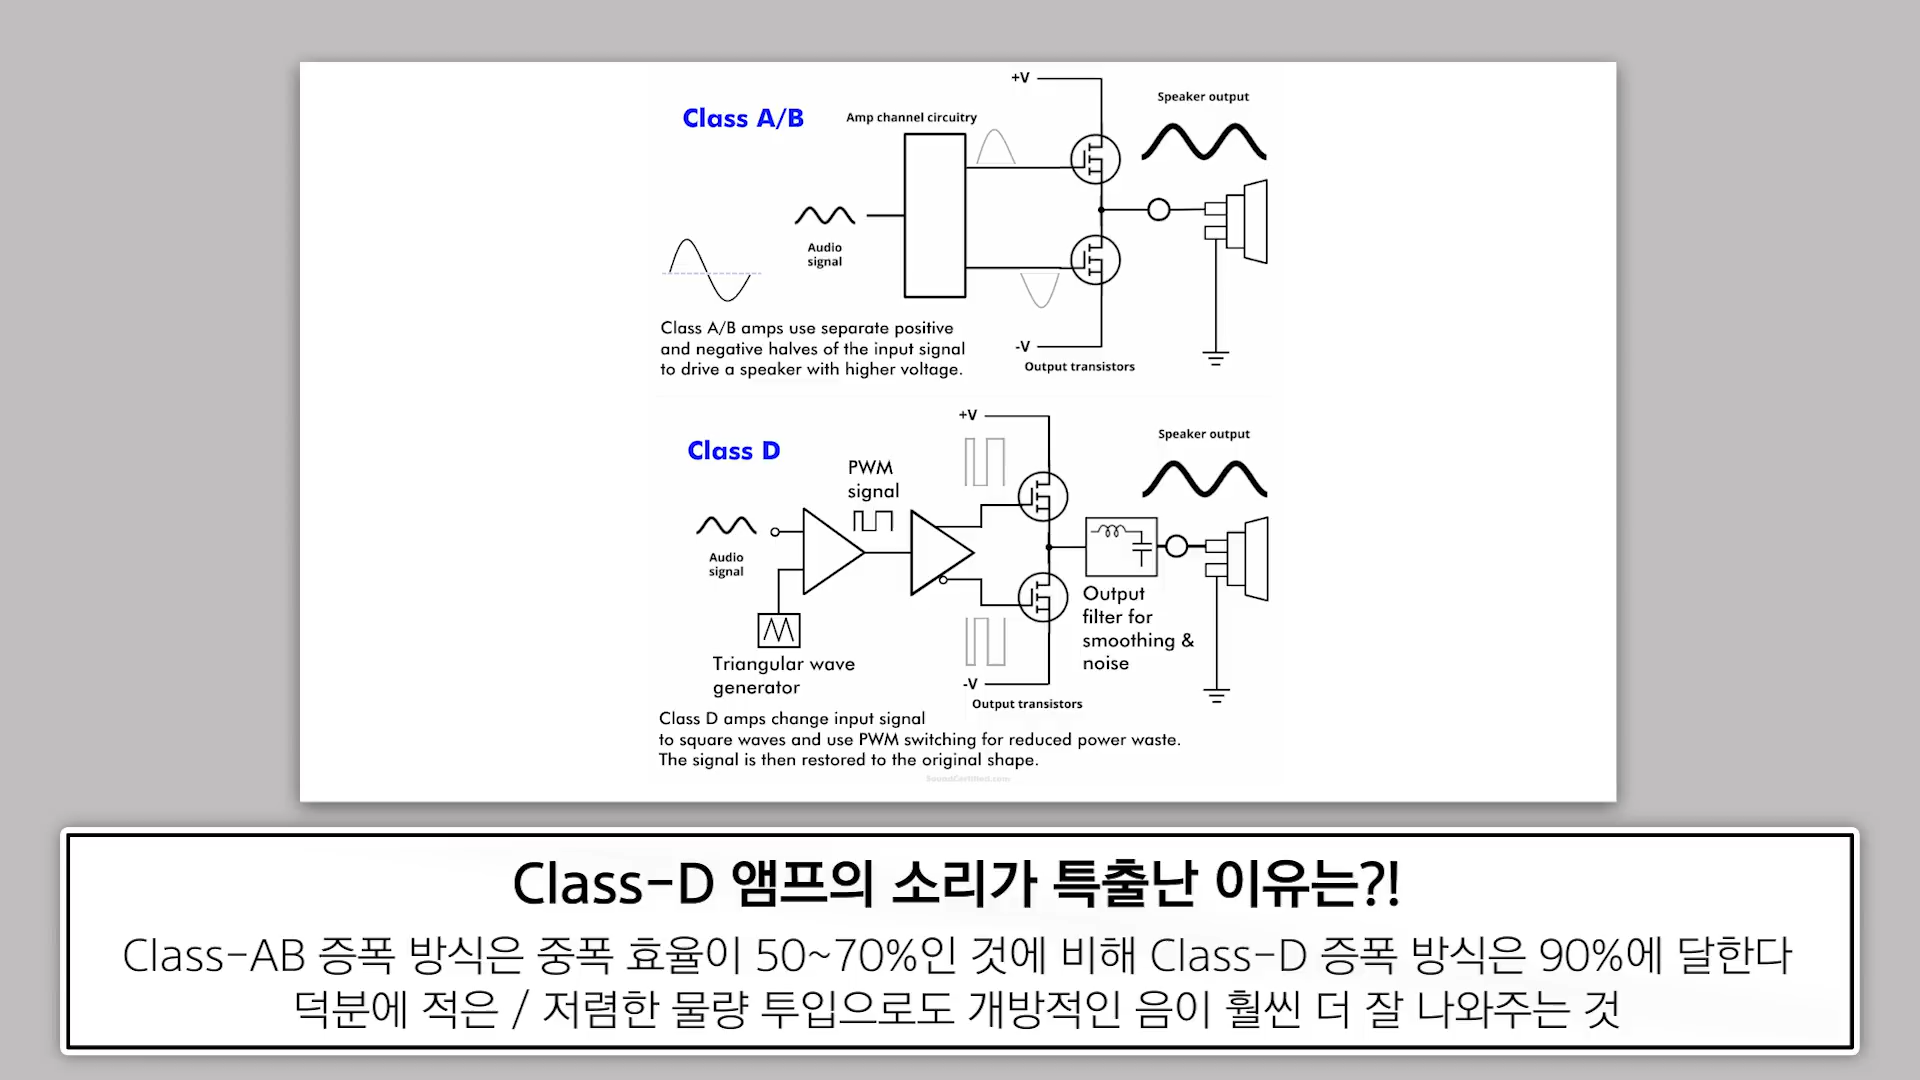 +V
Speaker output
Class A/B
Amp channel circuitry
Audio
signal
Class A/B amps use separate positive
and negative halves of the input signal
to drive a speaker with higher voltage.
-V
Output transistors
+V
Speaker output
Class D
PWM
signal
Audio
signal
Output
filter for
smoothing &
noise
Triangular wave
generator
-V
Output transistors
Class D amps change input signal
to square waves and use PWM switching for reduced power waste.
The signal is then restored to the original shape.
SoundCertified.com
Class-D 앰프의 소리가 특출난 이유는?!
Class-AB 증폭 방식은 중폭 효율이 50~70%인 것에 비해 Class-D 증폭 방식은 90%에 달한다
덕분에 적은 / 저렴한 물량 투입으로도 개방적인 음이 훨씬 더 잘 나와주는 것